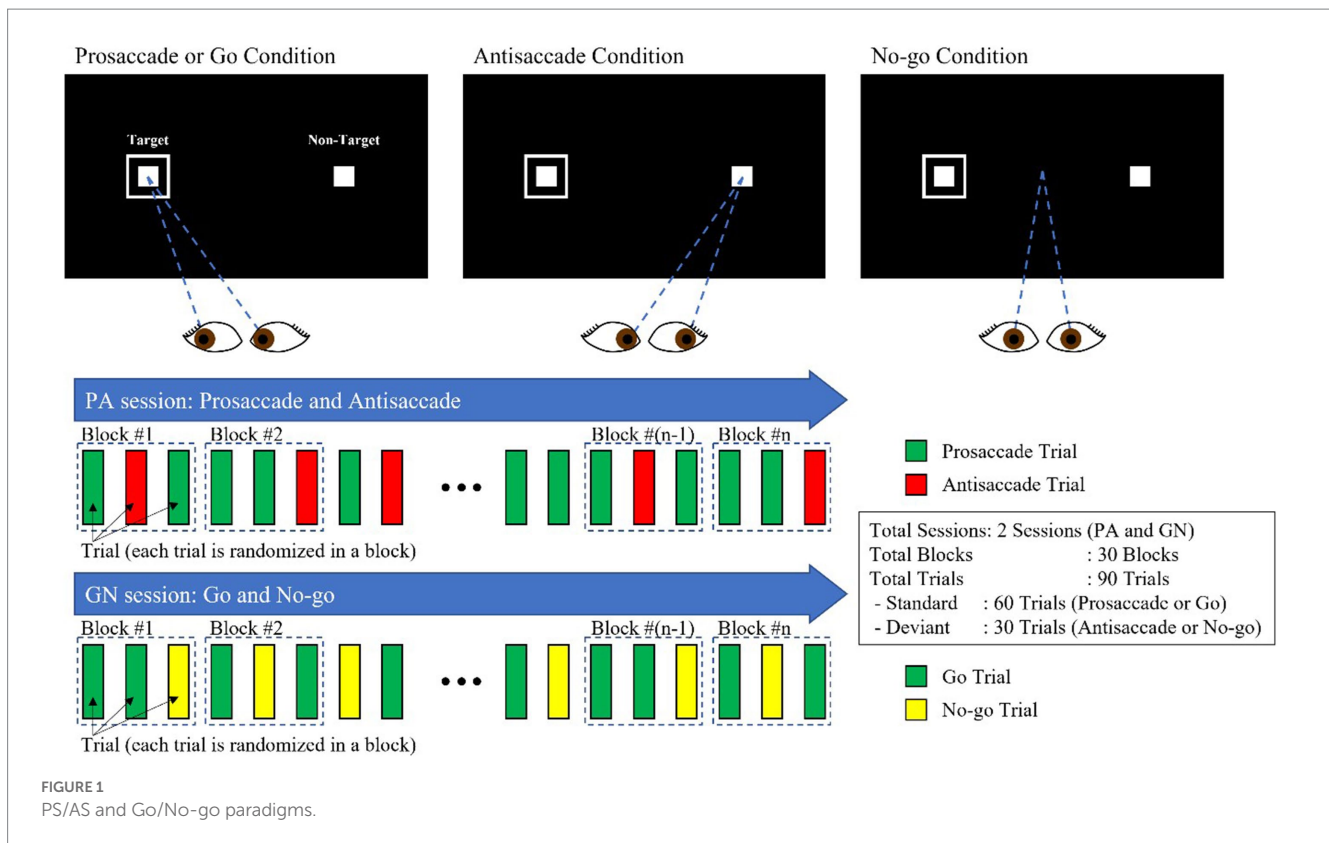 Prosaccade or Go Condition
Antisaccade Condition
No-go Condition
Target
Non-Target
PA session: Prosaccade and Antisaccade
Block #1
Block #2
Block #(n-1)
Block #n
Trial (each trial is randomized in a block)
Prosaccade Trial
Antisaccade Trial
GN session: Go and No-go
Block #1
Block #2
Block #(n-1)
Block #n
Trial (each trial is randomized in a block)
Total Sessions: 2 Sessions (PA and GN)
Total Blocks : 30 Blocks
Total Trials : 90 Trials
- Standard : 60 Trials (Prosaccade or Go)
- Deviant : 30 Trials (Antisaccade or No-go)
Go Trial
No-go Trial
FIGURE 1
PS/AS and Go/No-go paradigms.